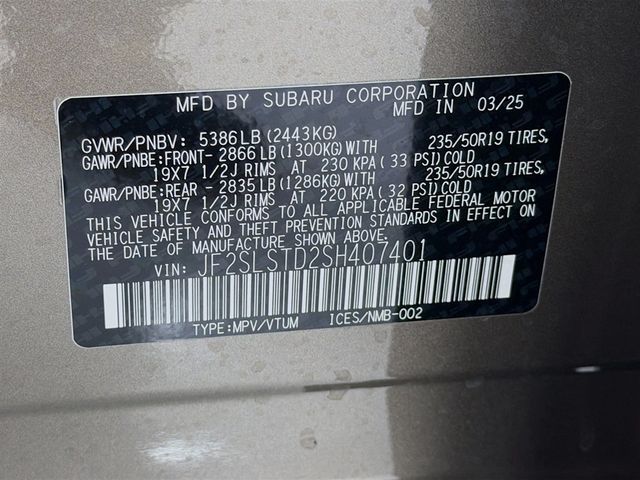 MFD BY SUBARU CORPORATION
MFD IN 03/25
GVWR/PNBV: 5386LB (2443KG)
GAWR/PNBE:FRONT- 2866 LB (1300KG) WITH 235/50R19 TIRES,
19X7 1/2J RIMS AT 230 KPA ( 33 PSI) COLD
GAWR/PNBE:REAR - 2835 LB (1286KG) WITH 235/50R19 TIRES,
19X7 1/2J RIMS AT 220 KPA ( 32 PSI) COLD
THIS VEHICLE CONFORMS TO ALL APPLICABLE FEDERAL MOTOR
VEHICLE SAFETY AND THEFT PREVENTION STANDARDS IN EFFECT ON
THE DATE OF MANUFACTURE SHOWN ABOVE.
VIN: JF2SLSTD2SH407401
TYPE:MPV/VTUM ICES/NMB-002